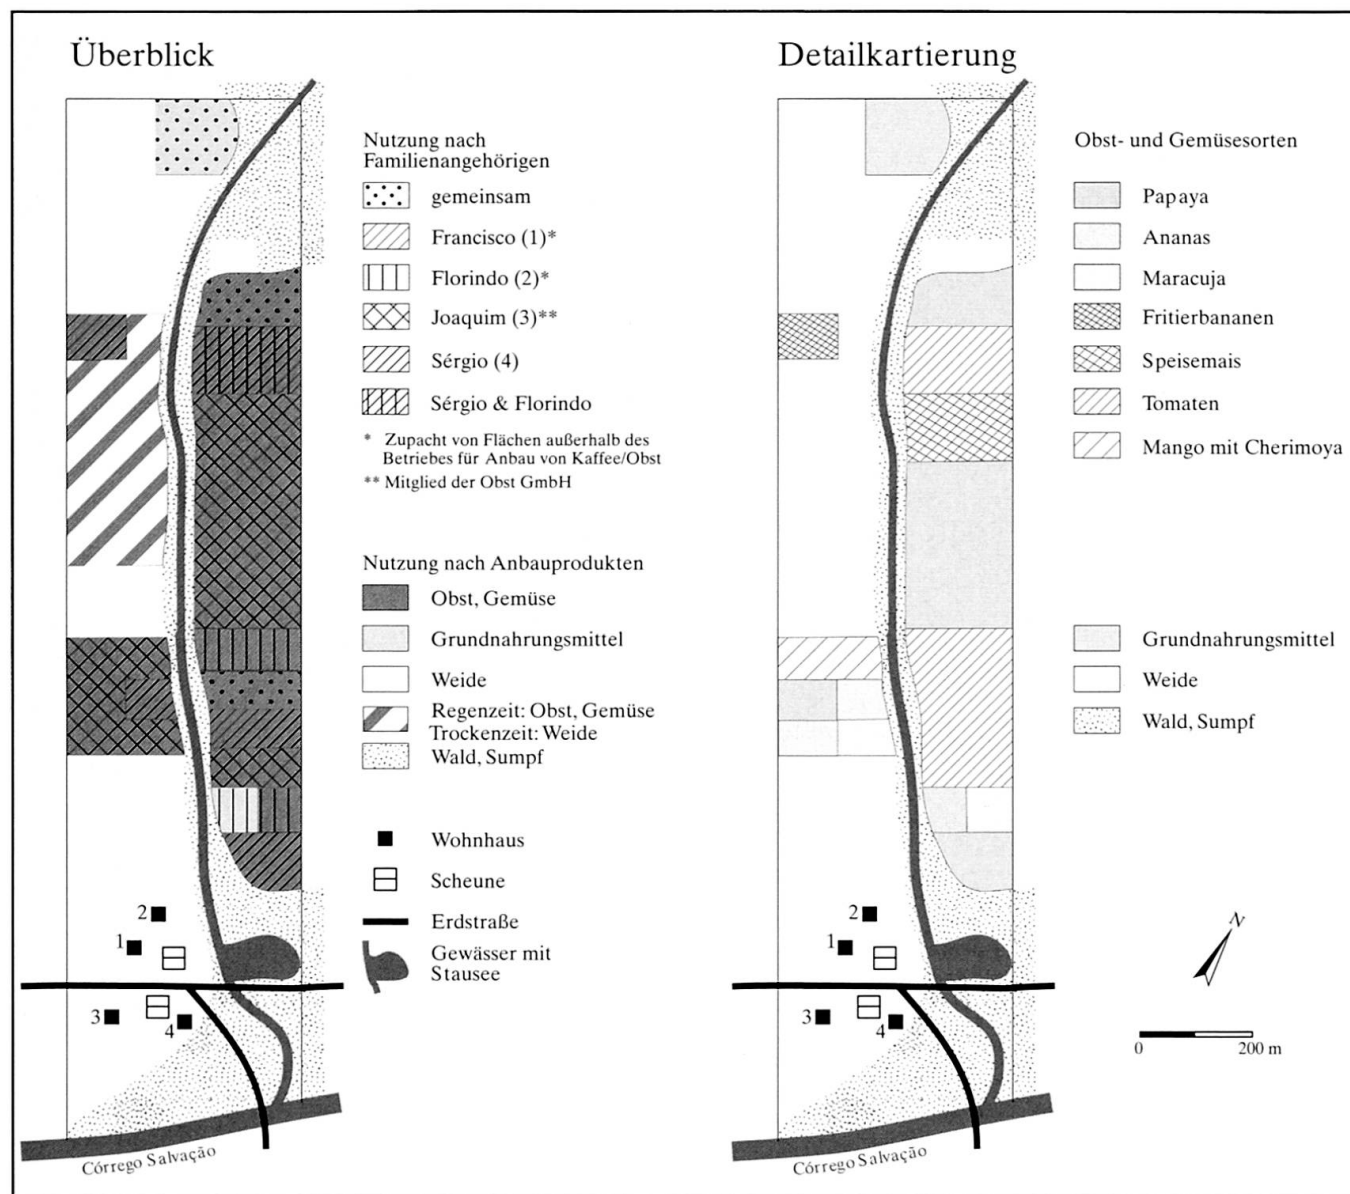 Überblick
Nutzung nach
Familienangehörigen
gemeinsam
Francisco (1)*
Florindo (2)*
Joaquim (3)**
Sérgio (4)
Sérgio & Florindo
* Zupacht von Flächen außerhalb des
Betriebes für Anbau von Kaffee/Obst
** Mitglied der Obst GmbH
Nutzung nach Anbauprodukten
Obst, Gemüse
Grundnahrungsmittel
Weide
Regenzeit: Obst, Gemüse
Trockenzeit: Weide
Wald, Sumpf
Wohnhaus
Scheune
Erdstraße
Gewässer mit
Stausee
2
1
3
4
Córrego Salvação
Detailkartierung
Obst- und Gemüsesorten
Papaya
Ananas
Maracuja
Fritierbananen
Speisemais
Tomaten
Mango mit Cherimoya
Grundnahrungsmittel
Weide
Wald, Sumpf
2
1
3
4
N
0 200 m
Córrego Salvação